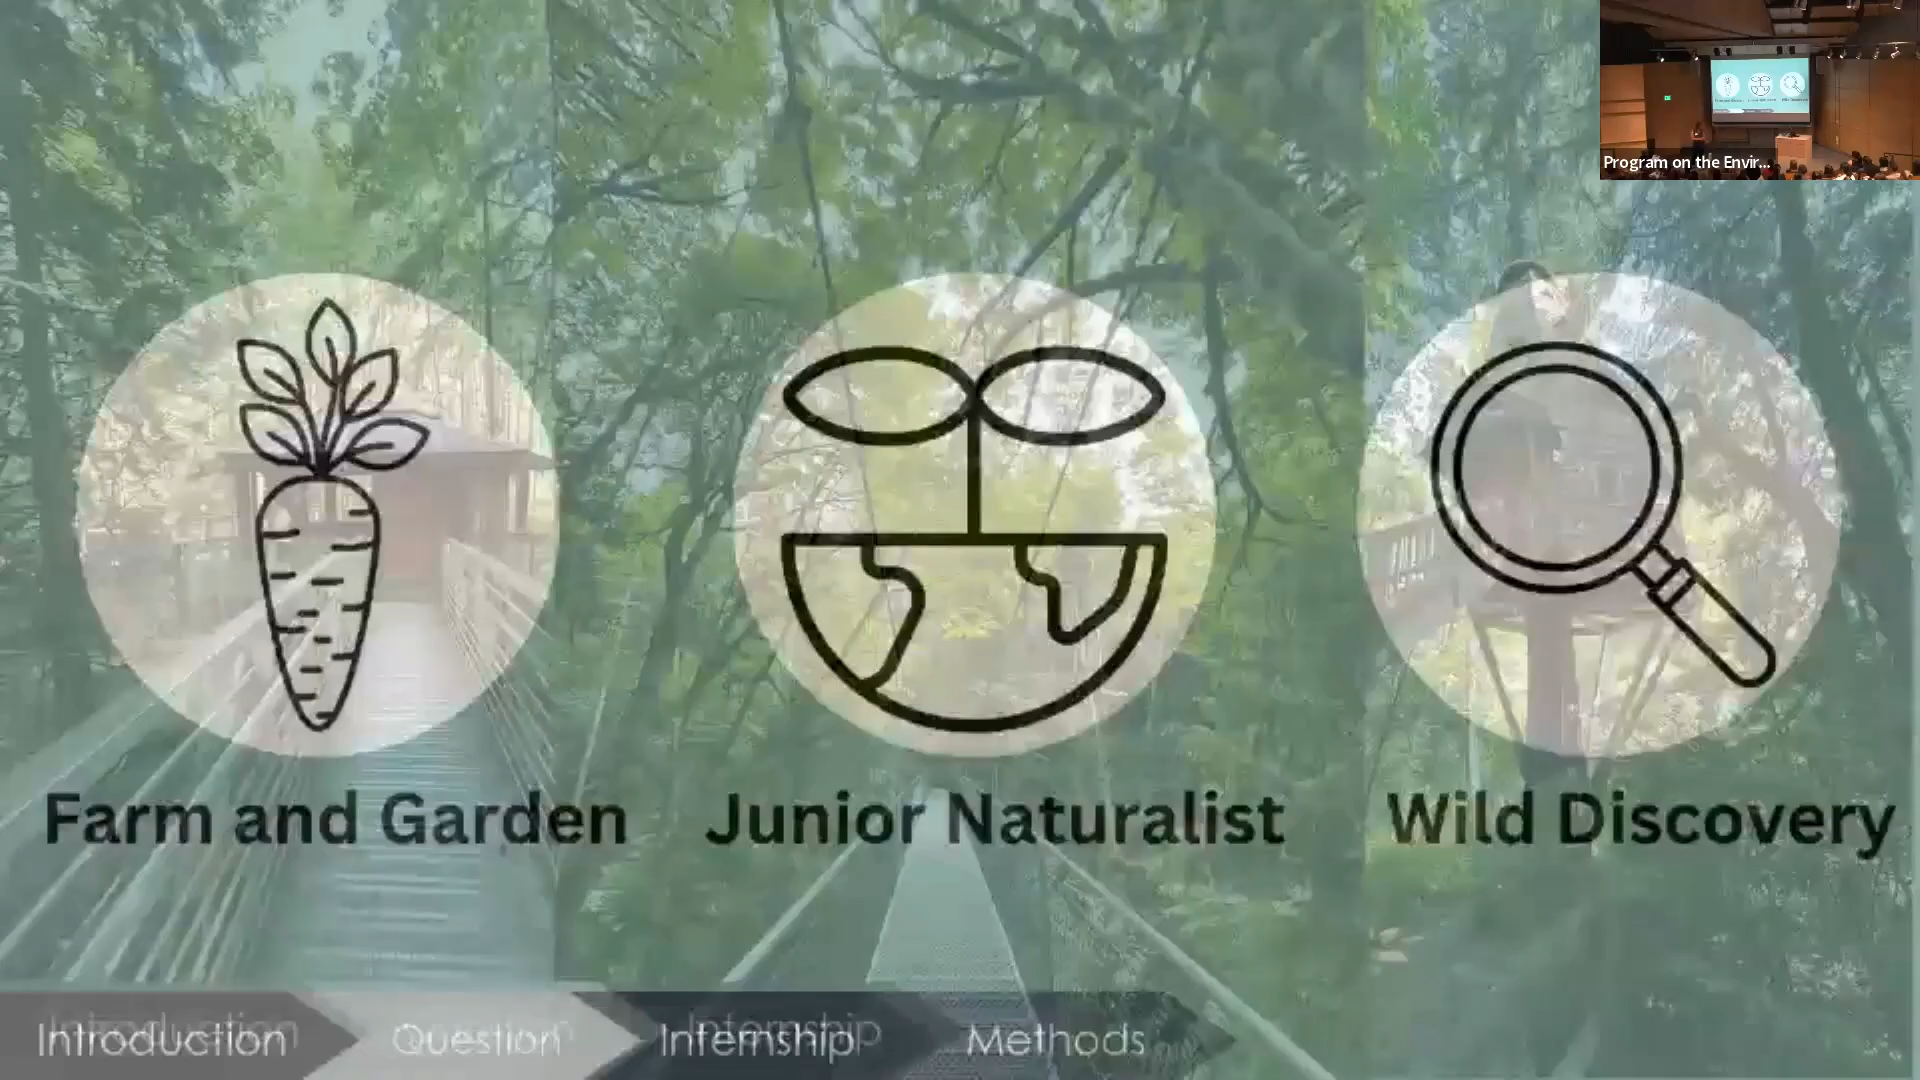 Program on the Envir...
Farm and Garden
Junior Naturalist
Wild Discovery
Introduction
Question
Internship
Methods